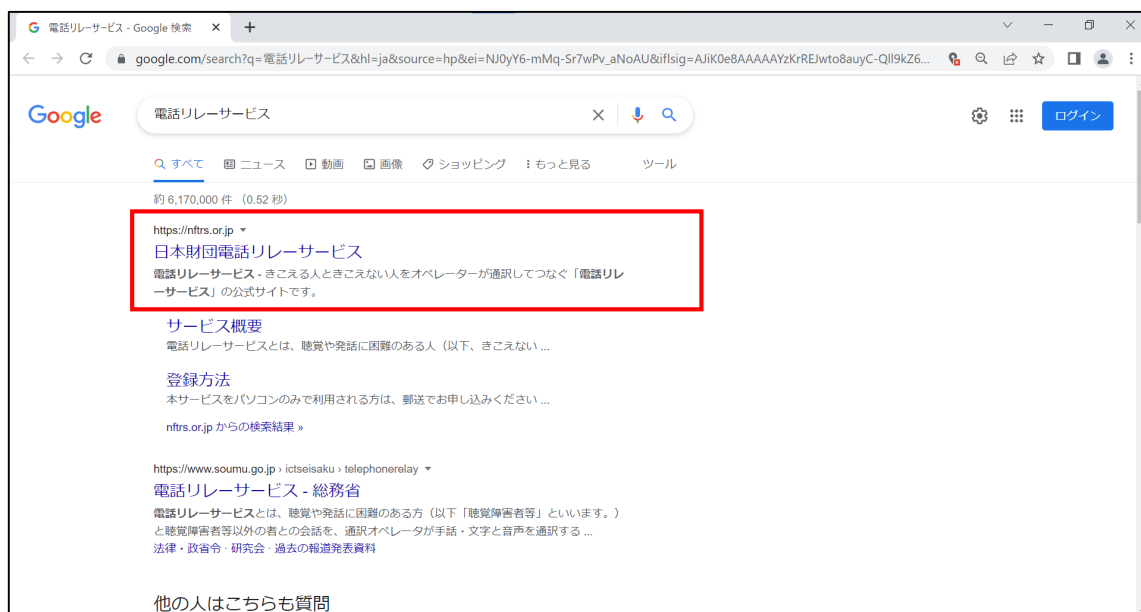 電話リレーサービス - Google 検索
google.com/search?q=電話リレーサービス&hl=ja&source=hp&ei=NJ0yY6-mMq-Sr7wPv_aNoAU&iflsig=AJiK0e8AAAAAYzKrREJwto8auyC-QlI9kZ6...
Google
電話リレーサービス
ログイン
すべて ニュース 動画 画像 ショッピング もっと見る ツール
約 6,170,000 件 （0.52 秒）
https://nftrs.or.jp
日本財団電話リレーサービス
電話リレーサービス - きこえる人ときこえない人をオペレーターが通訳してつなぐ「電話リレ
ーサービス」の公式サイトです。
サービス概要
電話リレーサービスとは、聴覚や発話に困難のある人（以下、きこえない ...
登録方法
本サービスをパソコンのみで利用される方は、郵送でお申し込みください ...
nftrs.or.jp からの検索結果 »
https://www.soumu.go.jp › ictseisaku › telephonerelay
電話リレーサービス - 総務省
電話リレーサービスとは、聴覚や発話に困難のある方（以下「聴覚障害者等」といいます。）
と聴覚障害者等以外の者との会話を、通訳オペレータが手話・文字と音声を通訳する ...
法律・政省令 · 研究会 · 過去の報道発表資料
他の人はこちらも質問